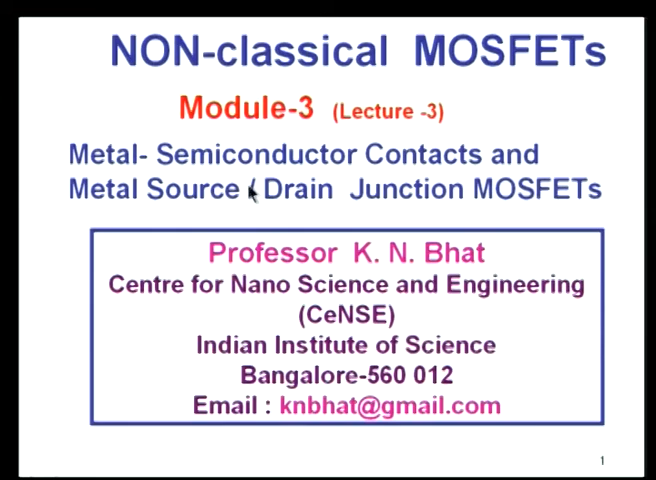 NON-classical MOSFETs
Module-3 (Lecture -3)
Metal- Semiconductor Contacts and
Metal Source / Drain Junction MOSFETs
Professor K. N. Bhat
Centre for Nano Science and Engineering
(CeNSE)
Indian Institute of Science
Bangalore-560 012
Email : knbhat@gmail.com
1